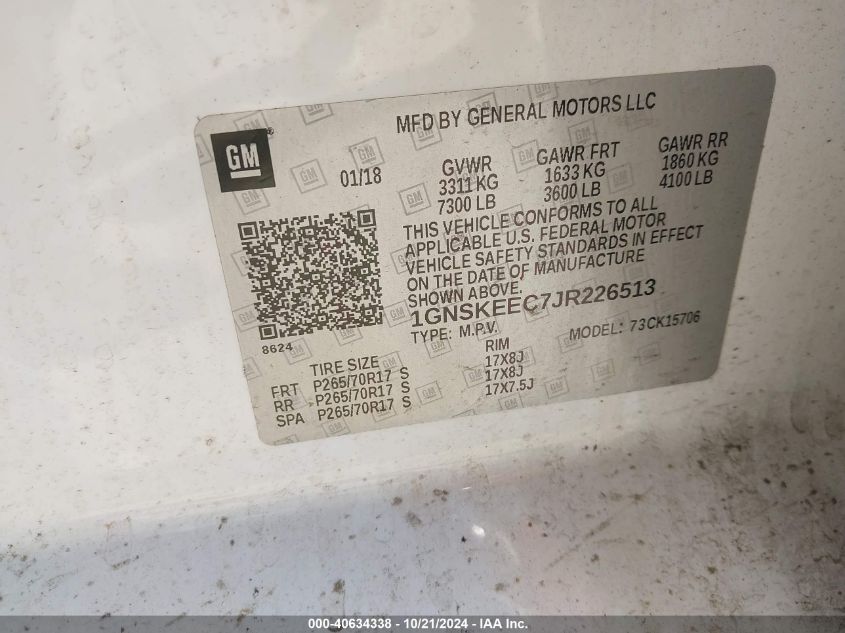 MFD BY GENERAL MOTORS LLC
GM ®
01/18
GVWR GAWR FRT GAWR RR
3311 KG 1633 KG 1860 KG
7300 LB 3600 LB 4100 LB
THIS VEHICLE CONFORMS TO ALL
APPLICABLE U.S. FEDERAL MOTOR
VEHICLE SAFETY STANDARDS IN EFFECT
ON THE DATE OF MANUFACTURE
SHOWN ABOVE.
1GNSKEEC7JR226513
TYPE: M.P.V. MODEL: 73CK15706
8624
TIRE SIZE RIM
FRT P265/70R17 S 17X8J
RR P265/70R17 S 17X8J
SPA P265/70R17 S 17X7.5J
000-40634338 - 10/21/2024 - IAA Inc.